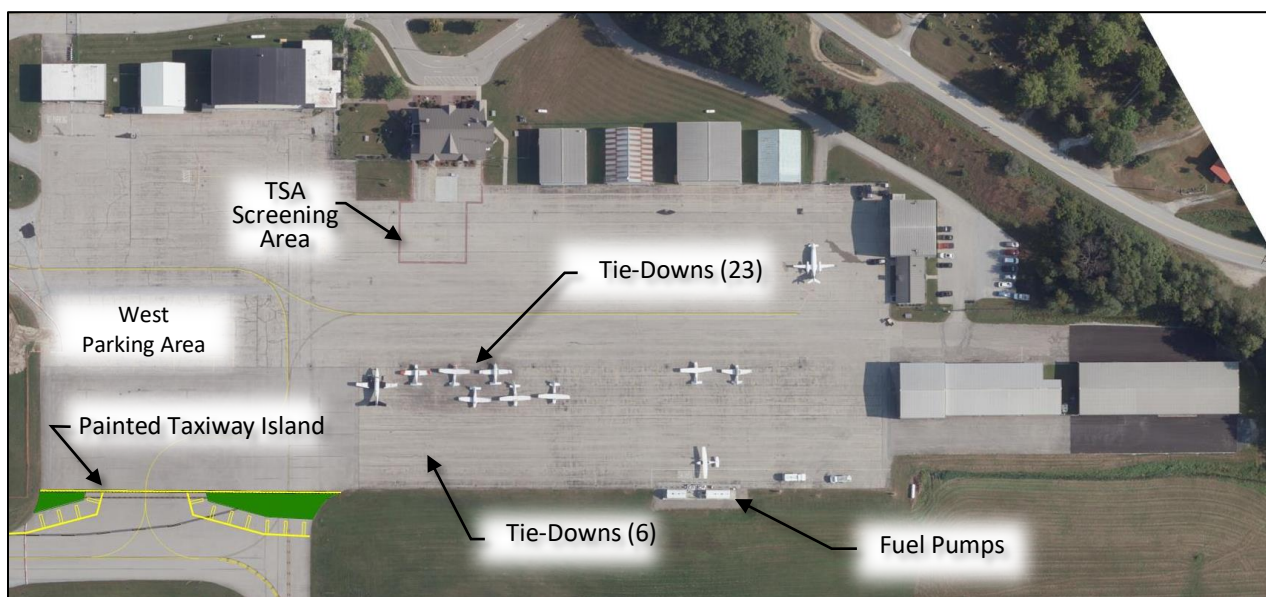 TSA
Screening
Area
Tie-Downs (23)
West
Parking Area
Painted Taxiway Island
Tie-Downs (6)
Fuel Pumps